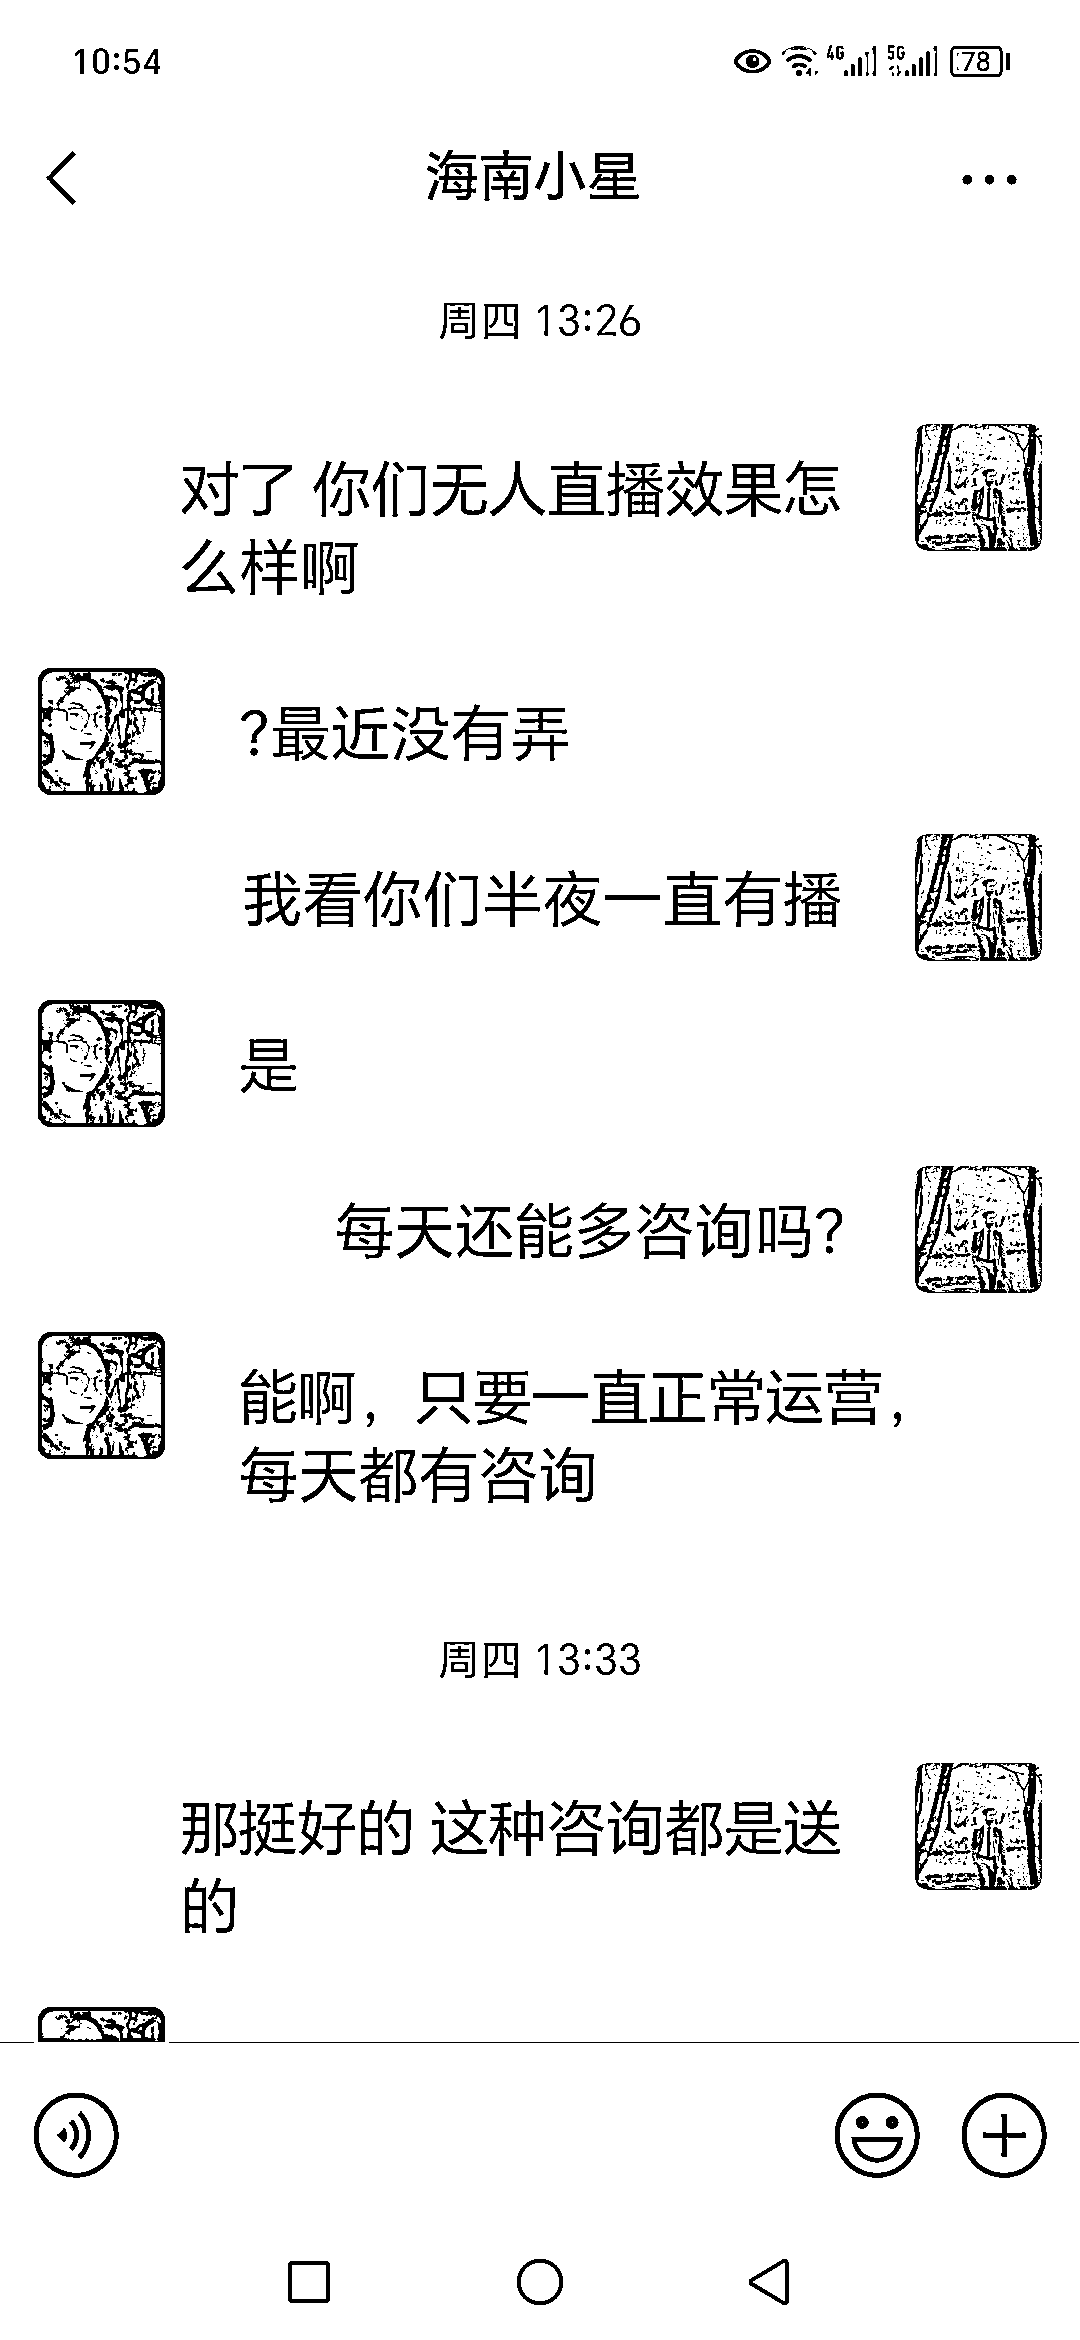 10:54
4G 5G 78
海南小星
周四 13:26
对了 你们无人直播效果怎
么样啊
?最近没有弄
我看你们半夜一直有播
是
每天还能多咨询吗?
能啊，只要一直正常运营，
每天都有咨询
周四 13:33
那挺好的 这种咨询都是送
的